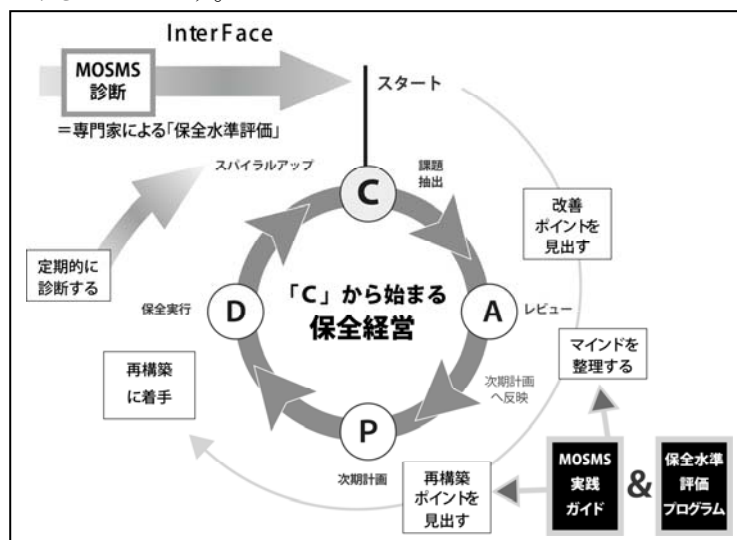 InterFace
MOSMS
診断
スタート
＝専門家による「保全水準評価」
スパイラルアップ
課題
抽出
C
改善
ポイントを
見出す
定期的に
診断する
「C」から始まる
保全経営
保全実行
D
A
レビュー
マインドを
整理する
再構築
に着手
次期計画
へ反映
P
次期計画
再構築
ポイントを
見出す
MOSMS
実践
ガイド
&
保全水準
評価
プログラム